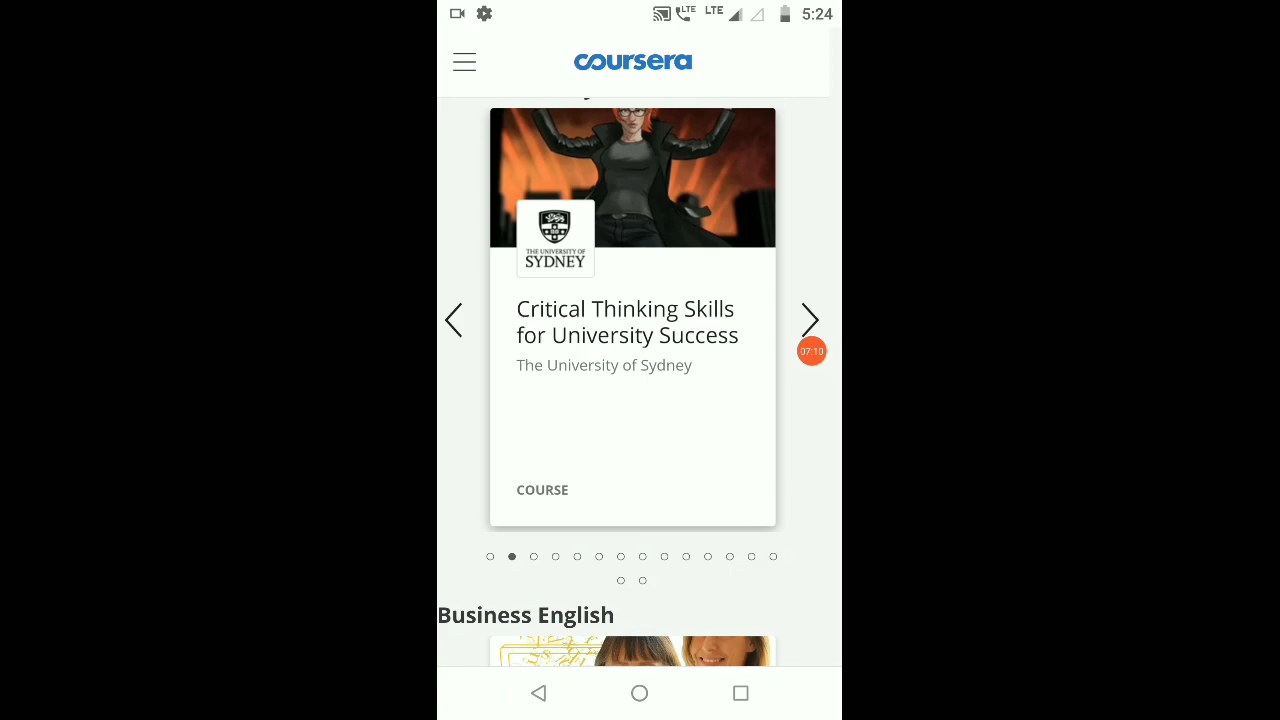 LTE LTE 5:24
coursera
THE UNIVERSITY OF
SYDNEY
Critical Thinking Skills
for University Success
07:10
The University of Sydney
COURSE
Business English